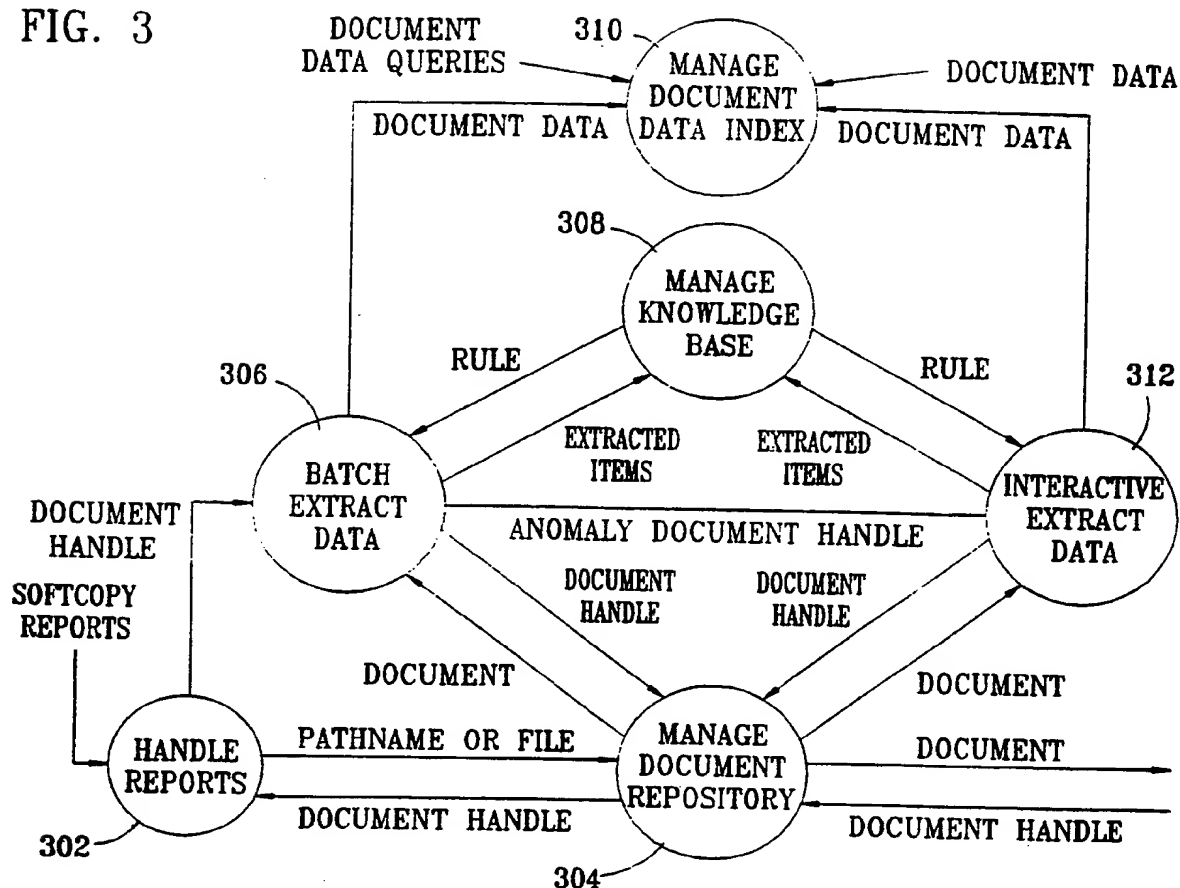 FIG. 3
DOCUMENT
DATA QUERIES
310
MANAGE
DOCUMENT
DATA INDEX
DOCUMENT DATA
DOCUMENT DATA
DOCUMENT DATA
308
MANAGE
KNOWLEDGE
BASE
306
RULE
RULE
312
EXTRACTED
ITEMS
EXTRACTED
ITEMS
BATCH
EXTRACT
DATA
INTERACTIVE
EXTRACT
DATA
DOCUMENT
HANDLE
ANOMALY DOCUMENT HANDLE
DOCUMENT
HANDLE
DOCUMENT
HANDLE
SOFTCOPY
REPORTS
DOCUMENT
DOCUMENT
HANDLE
REPORTS
PATHNAME OR FILE
MANAGE
DOCUMENT
REPOSITORY
DOCUMENT
DOCUMENT HANDLE
DOCUMENT HANDLE
302
304